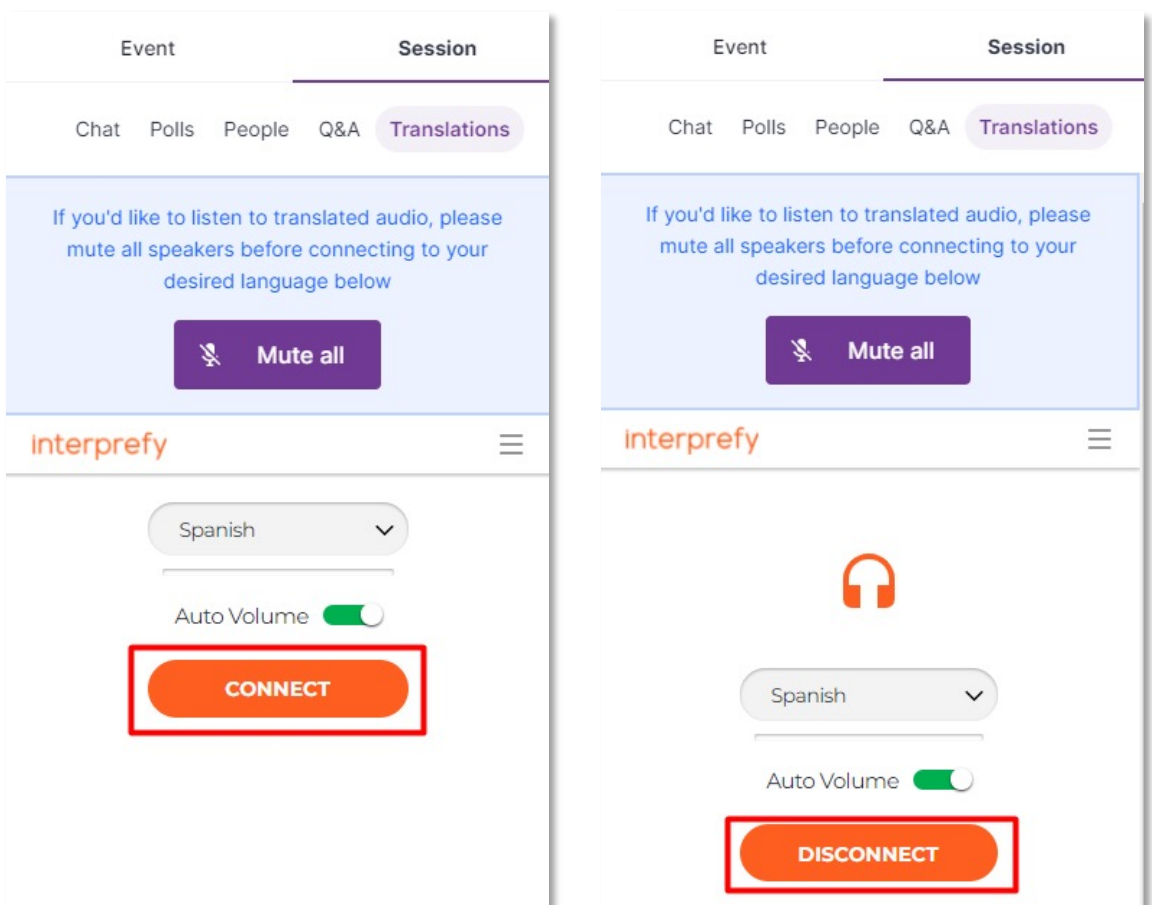 Event Session
Chat Polls People Q&A Translations
If you'd like to listen to translated audio, please
mute all speakers before connecting to your
desired language below
Mute all
interprefy
Spanish
Auto Volume
CONNECT
Event Session
Chat Polls People Q&A Translations
If you'd like to listen to translated audio, please
mute all speakers before connecting to your
desired language below
Mute all
interprefy
Spanish
Auto Volume
DISCONNECT